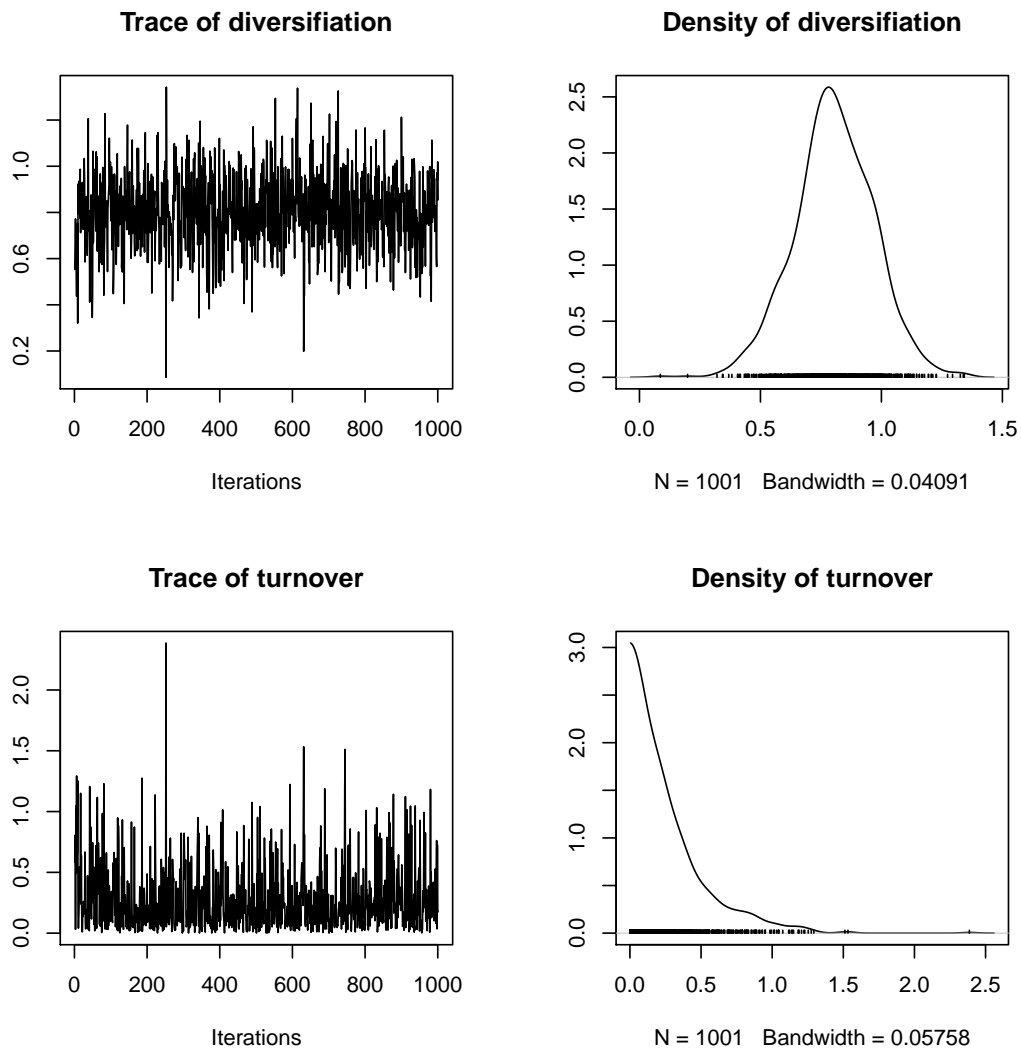 Trace of diversifiation
Density of diversifiation
0.2 0.6 1.0
0 200 400 600 800 1000
Iterations
0.0 0.5 1.0 1.5 2.0 2.5
0.0 0.5 1.0 1.5
N = 1001 Bandwidth = 0.04091
Trace of turnover
Density of turnover
0.0 0.5 1.0 1.5 2.0
0 200 400 600 800 1000
Iterations
0.0 1.0 2.0 3.0
0.0 0.5 1.0 1.5 2.0 2.5
N = 1001 Bandwidth = 0.05758